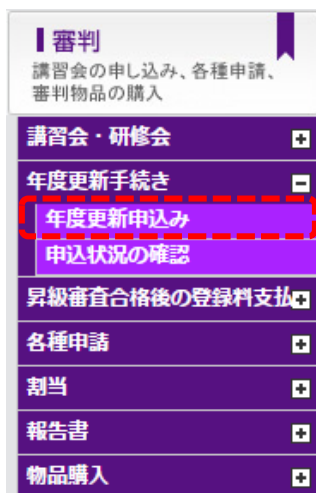 審判
講習会の申し込み、各種申請、
審判物品の購入
講習会・研修会
年度更新手続き
年度更新申込み
申込状況の確認
昇級審査合格後の登録料支払
各種申請
割当
報告書
物品購入